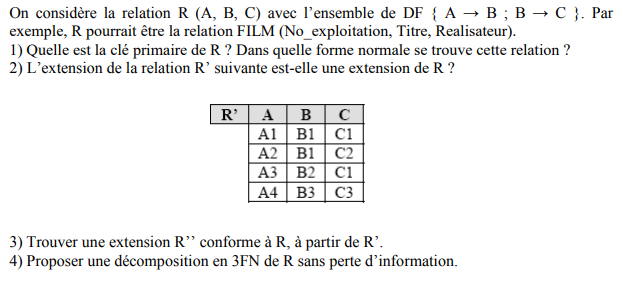 On considère la relation R (A, B, C) avec l’ensemble de DF { A → B ; B → C }. Par
exemple, R pourrait être la relation FILM (No_exploitation, Titre, Realisateur).
1) Quelle est la clé primaire de R ? Dans quelle forme normale se trouve cette relation ?
2) L’extension de la relation R’ suivante est-elle une extension de R ?
R’ A B C
A1 B1 C1
A2 B1 C2
A3 B2 C1
A4 B3 C3
3) Trouver une extension R’’ conforme à R, à partir de R’.
4) Proposer une décomposition en 3FN de R sans perte d’information.